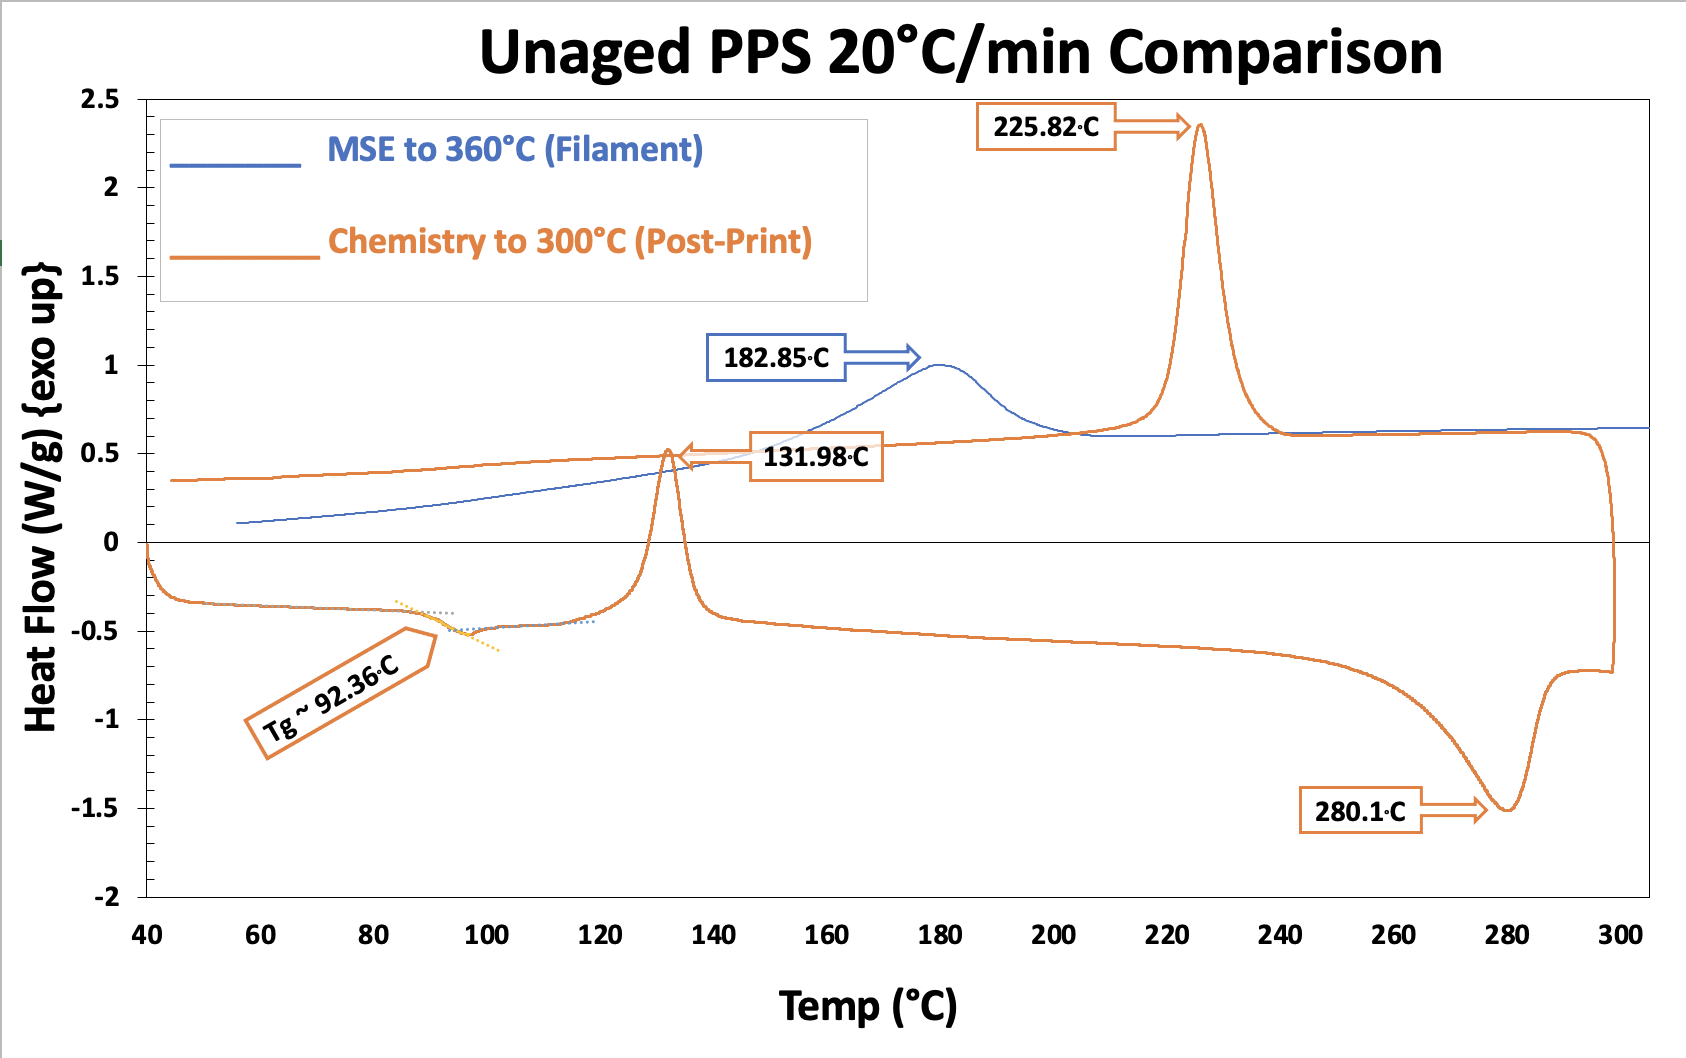 Unaged PPS 20°C/min Comparison
2.5
2
1.5
1
0.5
0
-0.5
-1
-1.5
-2
Heat Flow (W/g) {exo up}
MSE to 360°C (Filament)
Chemistry to 300°C (Post-Print)
225.82°C
182.85°C
131.98°C
Tg ~ 92.36°C
280.1°C
40 60 80 100 120 140 160 180 200 220 240 260 280 300
Temp (°C)